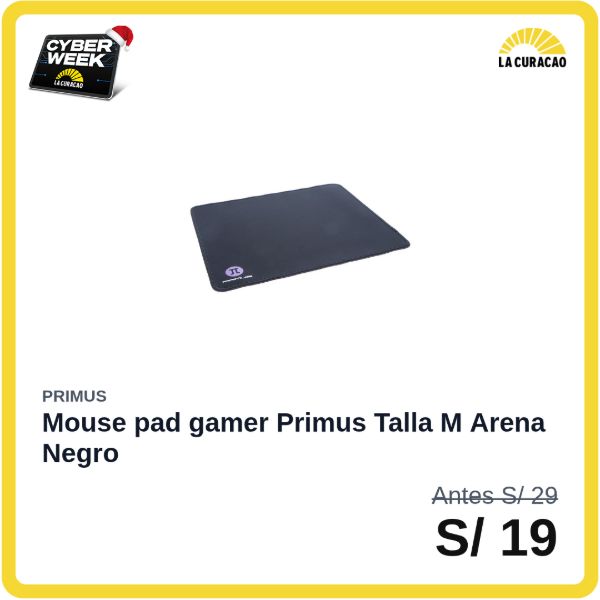 CYBER
WEEK
LA CURACAO
LA CURACAO
PRIMUS
Mouse pad gamer Primus Talla M Arena
Negro
Antes S/ 29
S/ 19